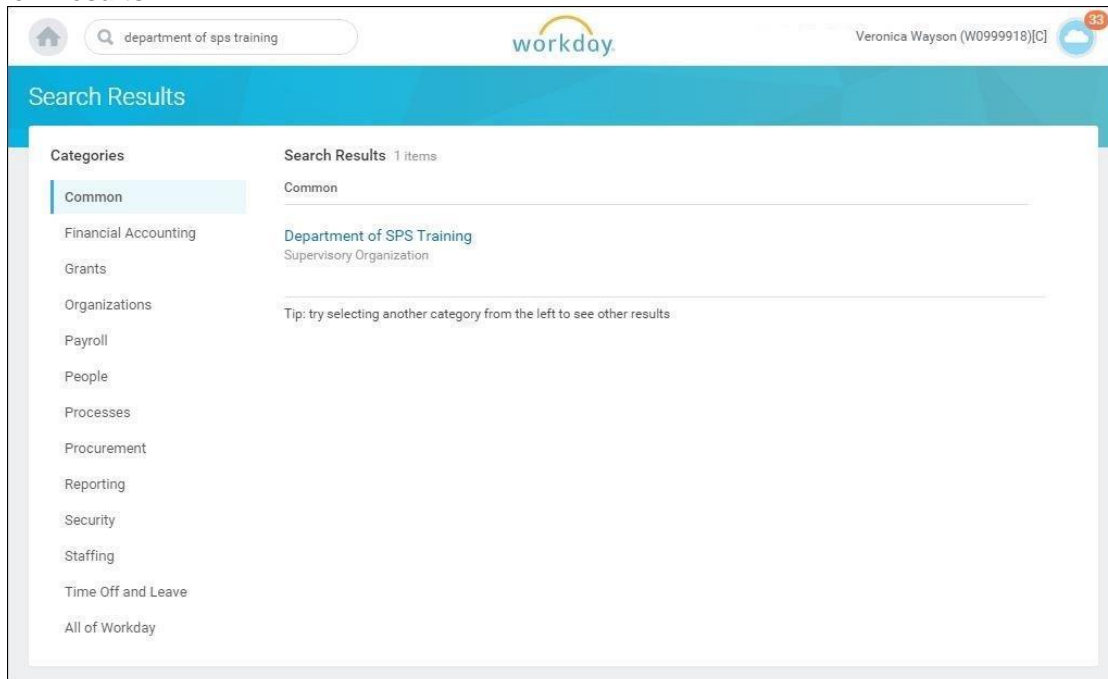 department of sps training
workday.
Veronica Wayson (W0999918)[C]
33
Search Results
Categories
Common
Financial Accounting
Grants
Organizations
Payroll
People
Processes
Procurement
Reporting
Security
Staffing
Time Off and Leave
All of Workday
Search Results 1 items
Common
Department of SPS Training
Supervisory Organization
Tip: try selecting another category from the left to see other results